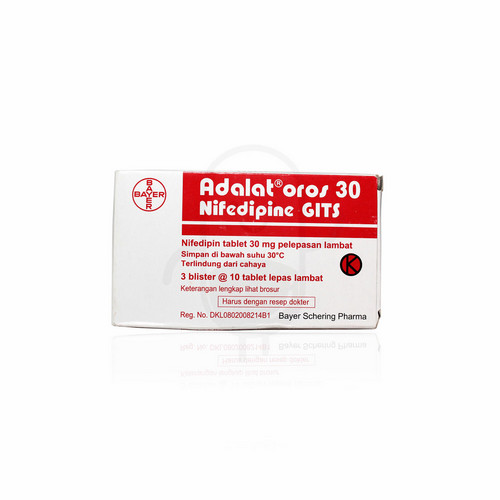 BAYER
BAYER
Adalat® oros 30
Nifedipine GITS
Nifedipin tablet 30 mg pelepasan lambat
Simpan di bawah suhu 30°C
Terlindung dari cahaya
K
3 blister @ 10 tablet lepas lambat
Keterangan lengkap lihat brosur
Harus dengan resep dokter
Reg. No. DKL0802008214B1
Bayer Schering Pharma